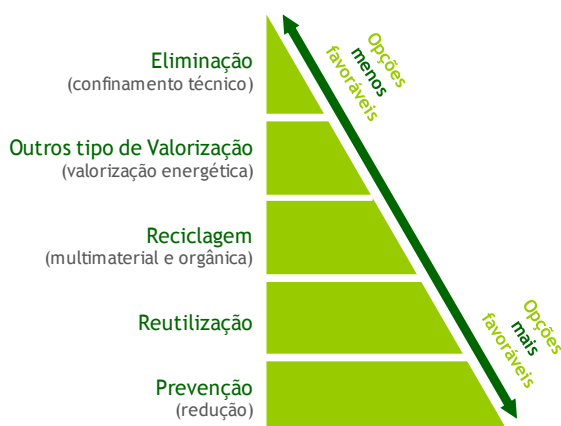 Eliminação
(confinamento técnico)
Opções
menos
favoráveis
Outros tipo de Valorização
(valorização energética)
Reciclagem
(multimaterial e orgânica)
Reutilização
Opções
mais
favoráveis
Prevenção
(redução)